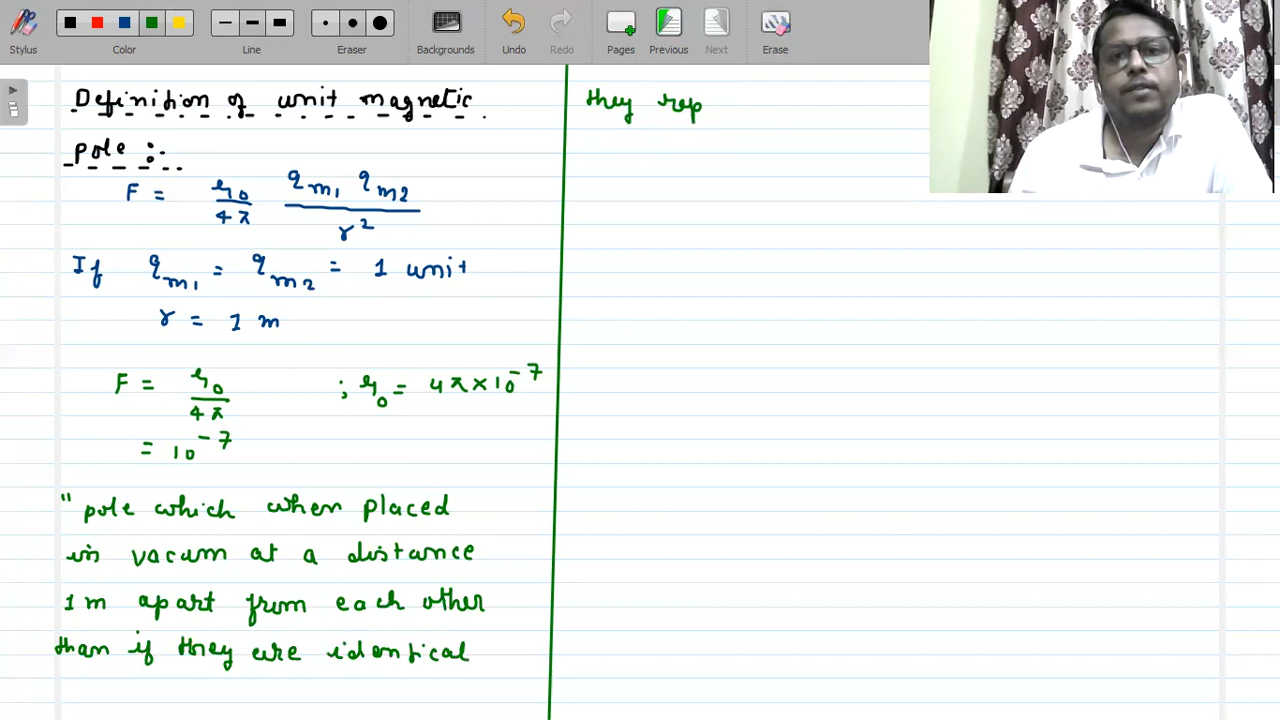 Stylus
Color
Line
Eraser
Backgrounds
Undo
Redo
Pages
Previous
Next
Erase
Definition of unit magnetic
pole :-
F = μ₀/4π qm₁ qm₂/r²
If qm₁ = qm₂ = 1 unit
r = 1 m
F = μ₀/4π ; μ₀ = 4π×10⁻⁷
= 10⁻⁷
" pole which when placed
in vacum at a distance
1m apart from each other
than if they are identical
they rep